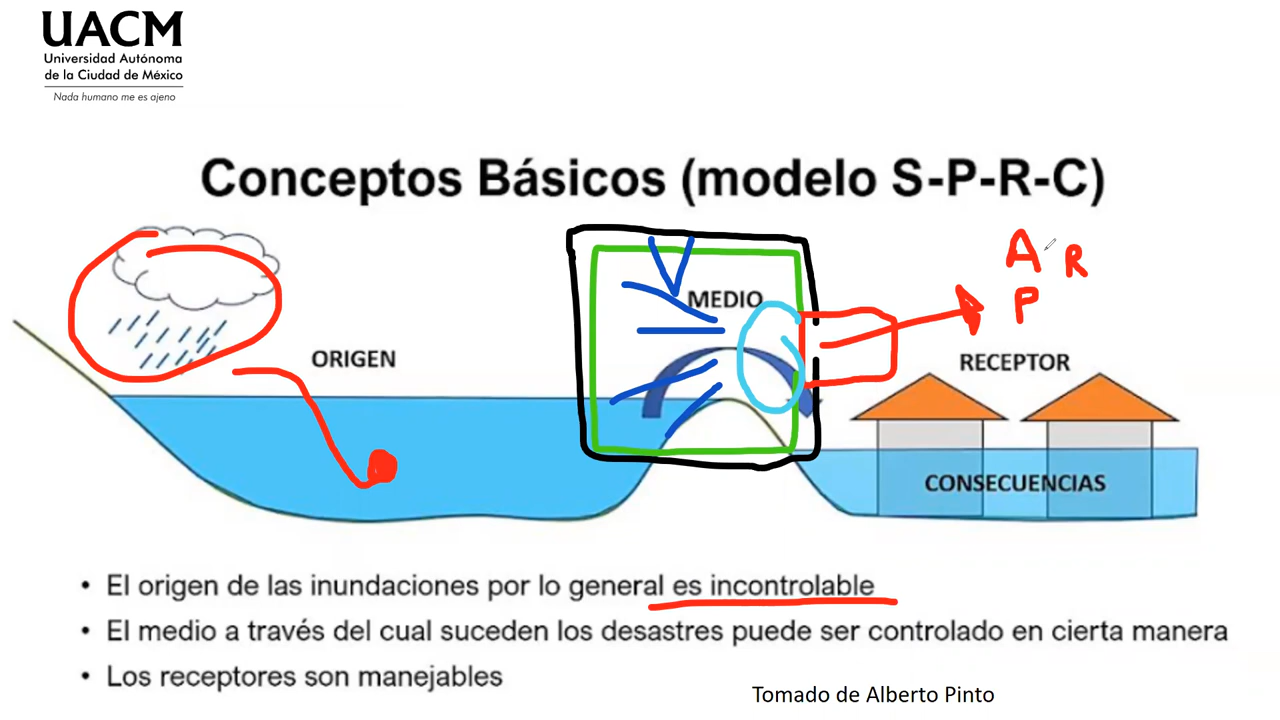 UACM
Universidad Autónoma
de la Ciudad de México
Nada humano me es ajeno
Conceptos Básicos (modelo S-P-R-C)
A R
P
MEDIO
ORIGEN
RECEPTOR
CONSECUENCIAS
• El origen de las inundaciones por lo general es incontrolable
• El medio a través del cual suceden los desastres puede ser controlado en cierta manera
• Los receptores son manejables
Tomado de Alberto Pinto